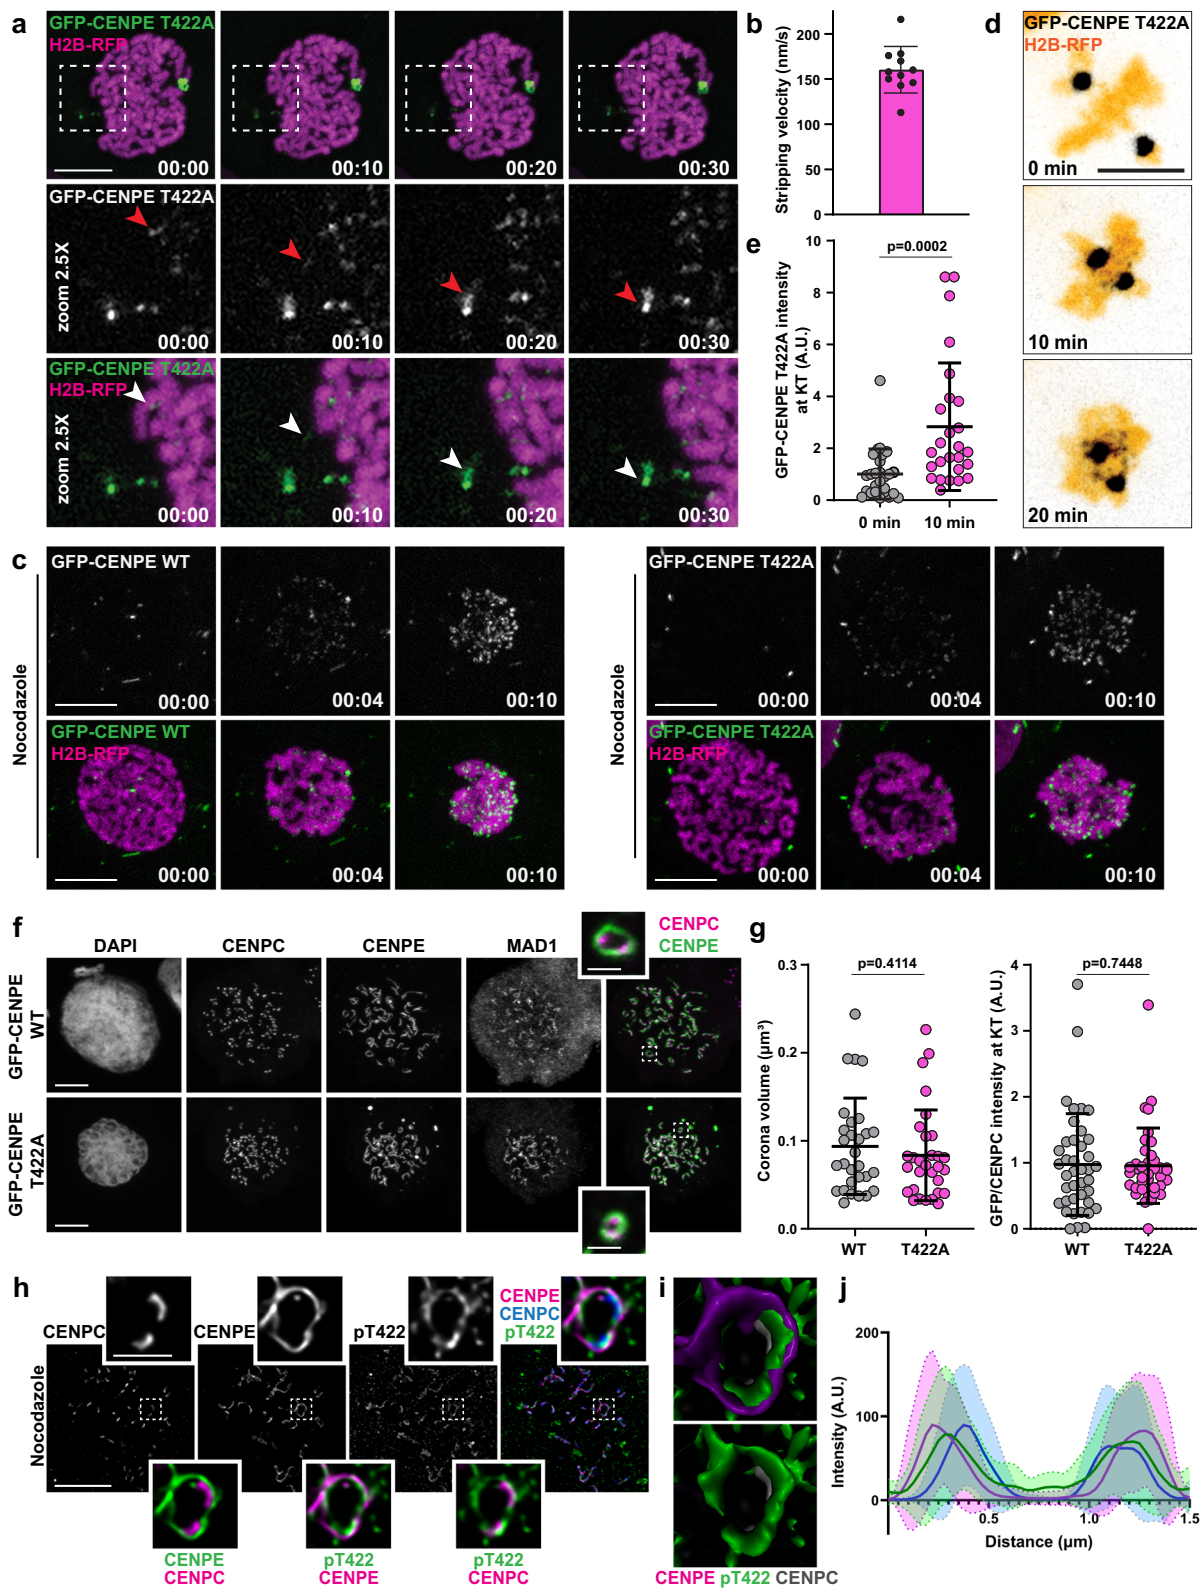 a
GFP-CENPE T422A
H2B-RFP
00:00
00:10
00:20
00:30
GFP-CENPE T422A
zoom 2.5X
00:00
00:10
00:20
00:30
GFP-CENPE T422A
H2B-RFP
zoom 2.5X
00:00
00:10
00:20
00:30
b
Stripping velocity (nm/s)
200
150
100
50
0
d
GFP-CENPE T422A
H2B-RFP
0 min
10 min
20 min
e
p=0.0002
GFP-CENPE T422A intensity
at KT (A.U.)
10
8
6
4
2
0
0 min
10 min
c
Nocodazole
GFP-CENPE WT
00:00
00:04
00:10
GFP-CENPE WT
H2B-RFP
00:00
00:04
00:10
Nocodazole
GFP-CENPE T422A
00:00
00:04
00:10
GFP-CENPE T422A
H2B-RFP
00:00
00:04
00:10
f
DAPI
CENPC
CENPE
MAD1
CENPC
CENPE
GFP-CENPE
WT
GFP-CENPE
T422A
g
p=0.4114
Corona volume (µm³)
0.3
0.2
0.1
0.0
WT
T422A
p=0.7448
GFP/CENPC intensity at KT (A.U.)
4
3
2
1
0
WT
T422A
h
Nocodazole
CENPC
CENPE
pT422
CENPE
CENPC
pT422
CENPE
CENPC
pT422
CENPE
pT422
CENPC
i
CENPE pT422 CENPC
j
Intensity (A.U.)
200
100
0
0.5
1.0
1.5
Distance (µm)